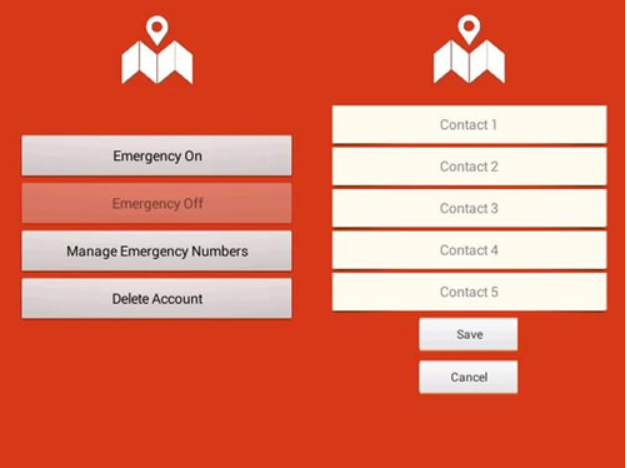 Emergency On
Emergency Off
Manage Emergency Numbers
Delete Account
Contact 1
Contact 2
Contact 3
Contact 4
Contact 5
Save
Cancel